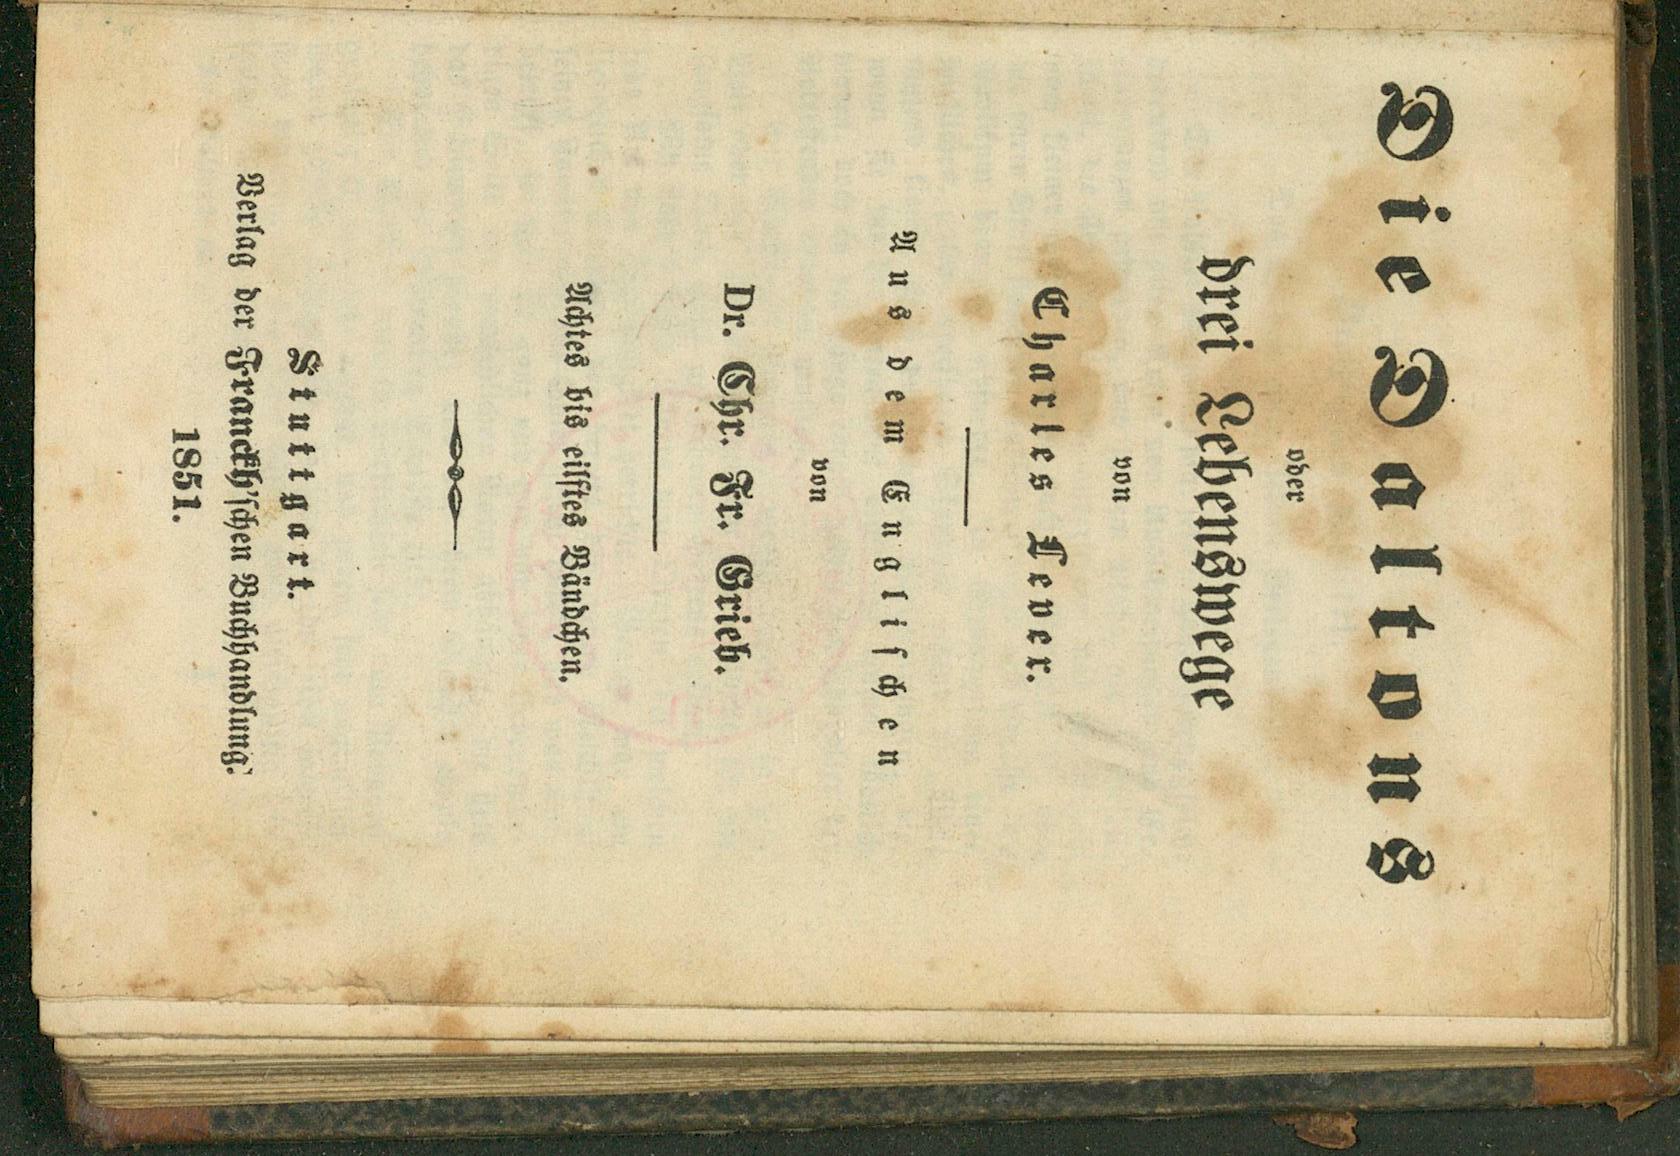 Die Daltons
oder
drei Lebenswege
von
Charles Lever.
Aus dem Engliſchen
von
Dr. Chr. Fr. Grieb.
Achtes bis eilftes Bändchen.
Stuttgart.
Verlag der Franckh'ſchen Buchhandlung.
1851.